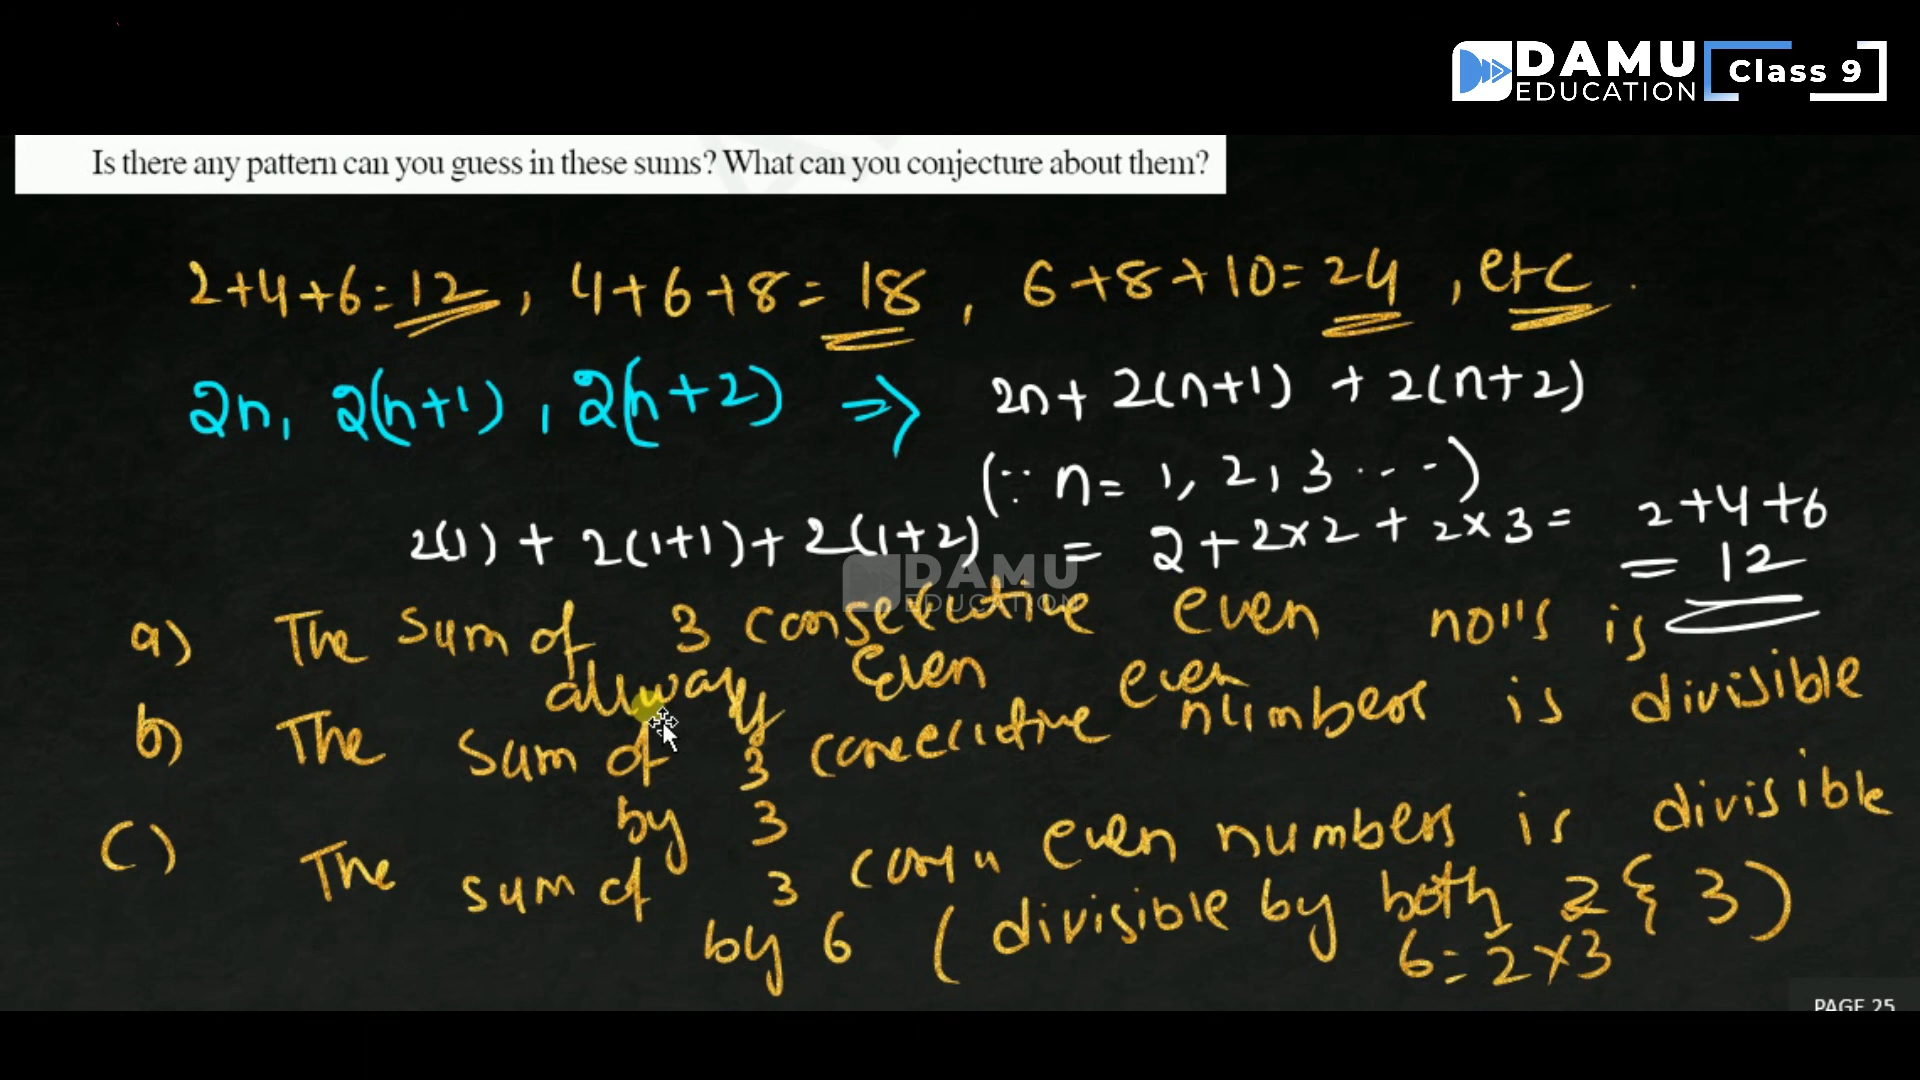 DAMU
EDUCATION
Class 9
Is there any pattern can you guess in these sums? What can you conjecture about them?
2+4+6=12, 4+6+8=18, 6+8+10=24, etc.
2n, 2(n+1), 2(n+2) => 2n+2(n+1)+2(n+2)
(∵ n= 1, 2, 3 ...)
2(1)+2(1+1)+2(1+2) = 2+2×2+2×3= 2+4+6
= 12
DAMU
EDUCATION
a) The sum of 3 consecutive even no"s is
always Even
even
b) The sum of 3 consecutive numbers is divisible
by 3
c) The sum of 3 even numbers is divisible
by 6 (divisible by both 2 & 3)
6=2×3
PAGE 25